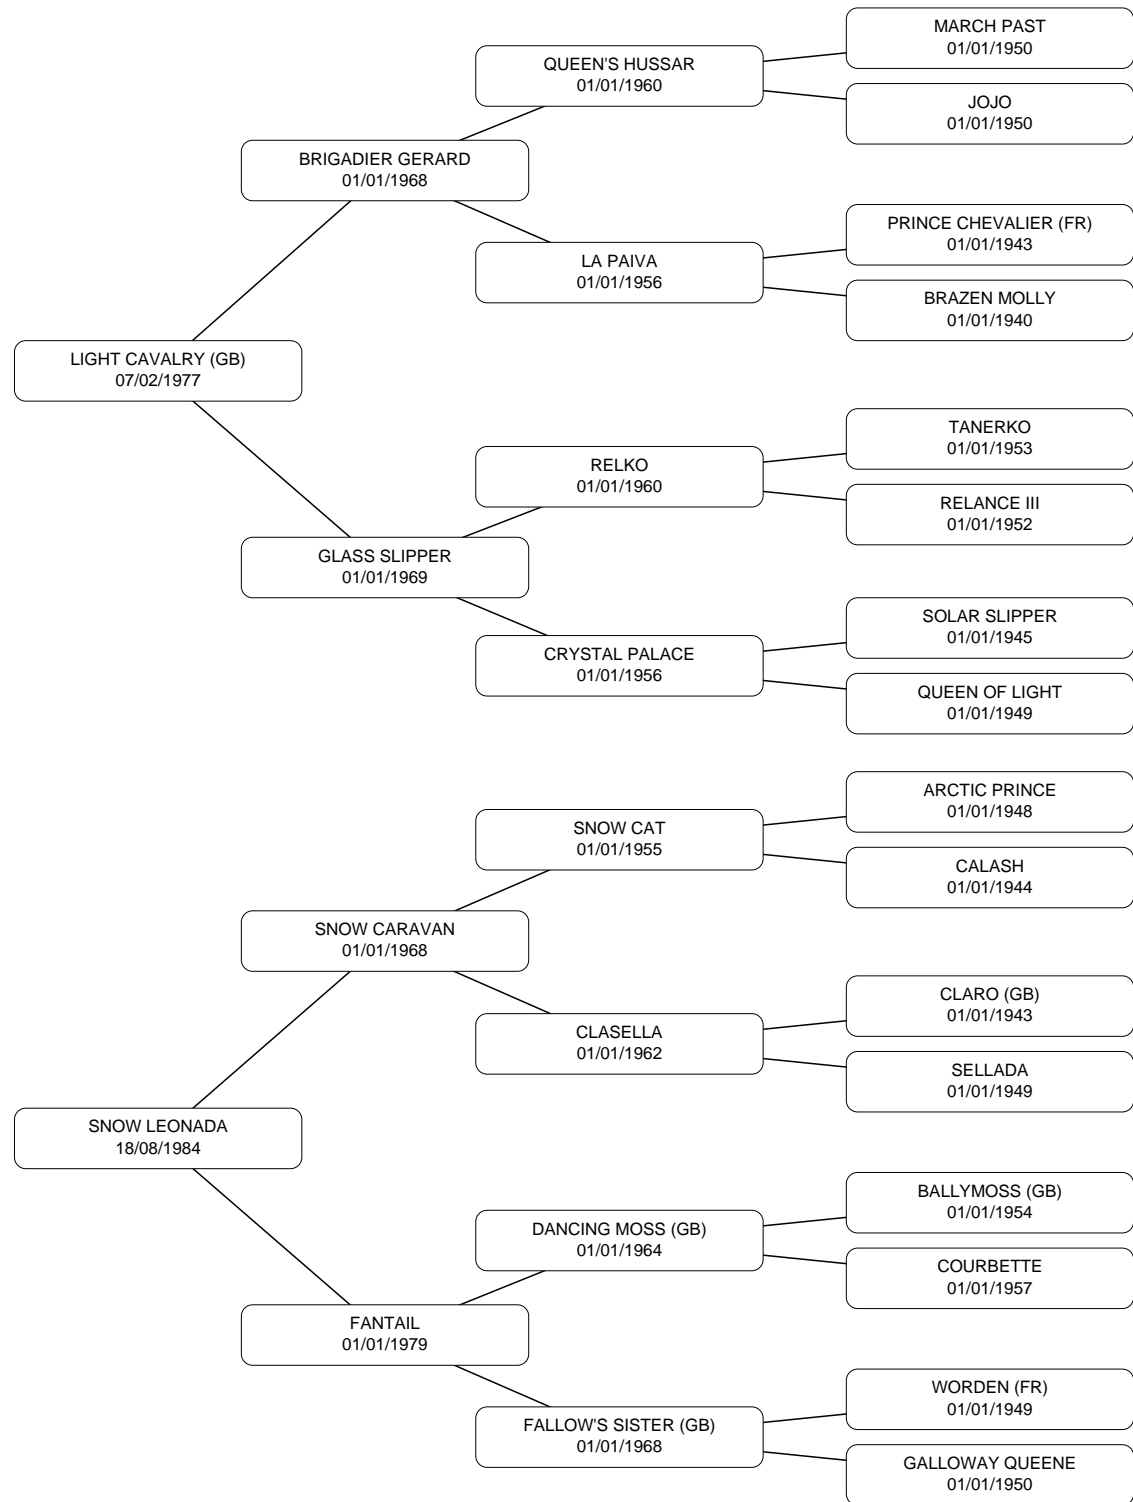 MARCH PAST
01/01/1950
QUEEN'S HUSSAR
01/01/1960
JOJO
01/01/1950
BRIGADIER GERARD
01/01/1968
PRINCE CHEVALIER (FR)
01/01/1943
LA PAIVA
01/01/1956
BRAZEN MOLLY
01/01/1940
LIGHT CAVALRY (GB)
07/02/1977
TANERKO
01/01/1953
RELKO
01/01/1960
RELANCE III
01/01/1952
GLASS SLIPPER
01/01/1969
SOLAR SLIPPER
01/01/1945
CRYSTAL PALACE
01/01/1956
QUEEN OF LIGHT
01/01/1949
ARCTIC PRINCE
01/01/1948
SNOW CAT
01/01/1955
CALASH
01/01/1944
SNOW CARAVAN
01/01/1968
CLARO (GB)
01/01/1943
CLASELLA
01/01/1962
SELLADA
01/01/1949
SNOW LEONADA
18/08/1984
BALLYMOSS (GB)
01/01/1954
DANCING MOSS (GB)
01/01/1964
COURBETTE
01/01/1957
FANTAIL
01/01/1979
WORDEN (FR)
01/01/1949
FALLOW'S SISTER (GB)
01/01/1968
GALLOWAY QUEENE
01/01/1950